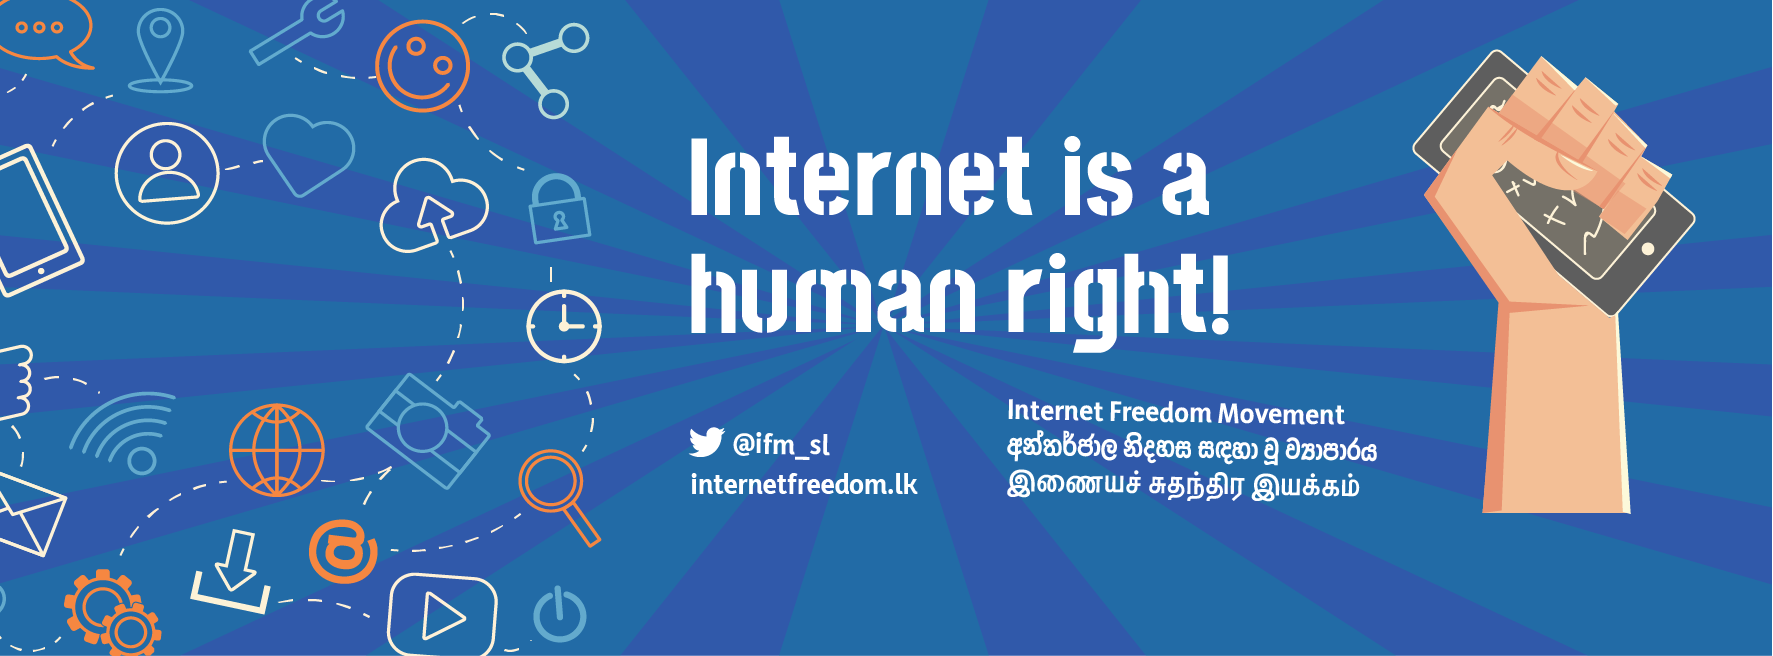 Internet is a
human right!
@ifm_sl
internetfreedom.lk
Internet Freedom Movement
අන්තර්ජාල නිදහස සඳහා වූ ව්‍යාපාරය
இணையச் சுதந்திர இயக்கம்